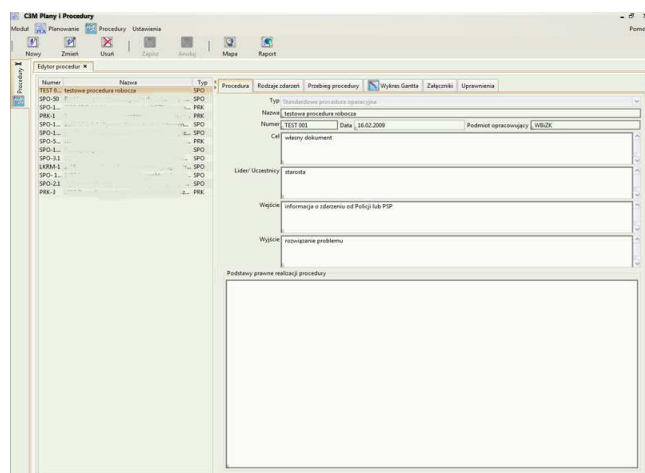 C3M Plany i Procedury
Moduł Planowanie Procedury Ustawienia Pomo
Nowy Zmień Usuń Zapisz Anuluj Mapa Raport
Procedury
Edytor procedur
Numer Nazwa Typ
TEST 0... testowa procedura robocza SPO
SPO-50 SPO
SPO-1... PRK
PRK-1 PRK
SPO-1... SPO
SPO-1... SPO
SPO-5... PRK
SPO-1... SPO
SPO-3.1 SPO
LKRM-1 SPO
SPO-1... SPO
SPO-2.1 SPO
PRK-3 PRK
Procedura Rodzaje zdarzeń Przebieg procedury Wykres Gantta Załączniki Uprawnienia
Typ Standardowa procedura operacyjna
Nazwa testowa procedura robocza
Numer TEST 001 Data 16.02.2009 Podmiot opracowujący WBiZK
Cel własny dokument
Lider/ Uczestnicy starosta
Wejście informacja o zdarzeniu od Policji lub PSP
Wyjście rozwiązanie problemu
Podstawy prawne realizacji procedury